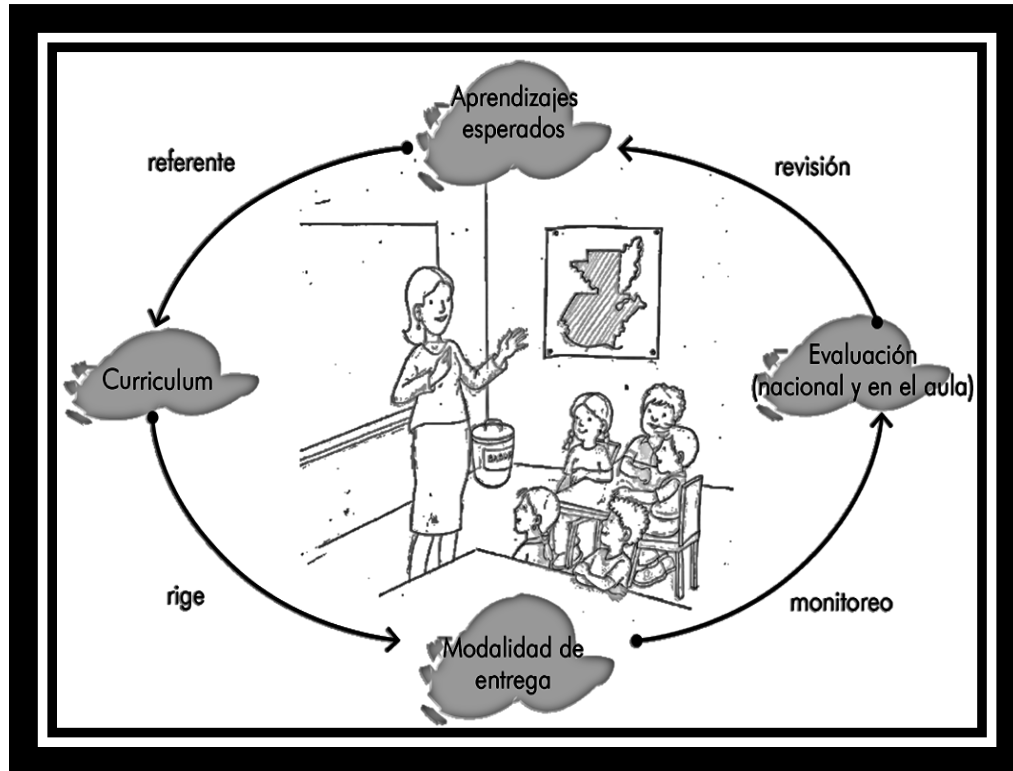 Aprendizajes
esperados
referente
revisión
Curriculum
Evaluación
(nacional y en el aula)
rige
monitoreo
Modalidad de
entrega